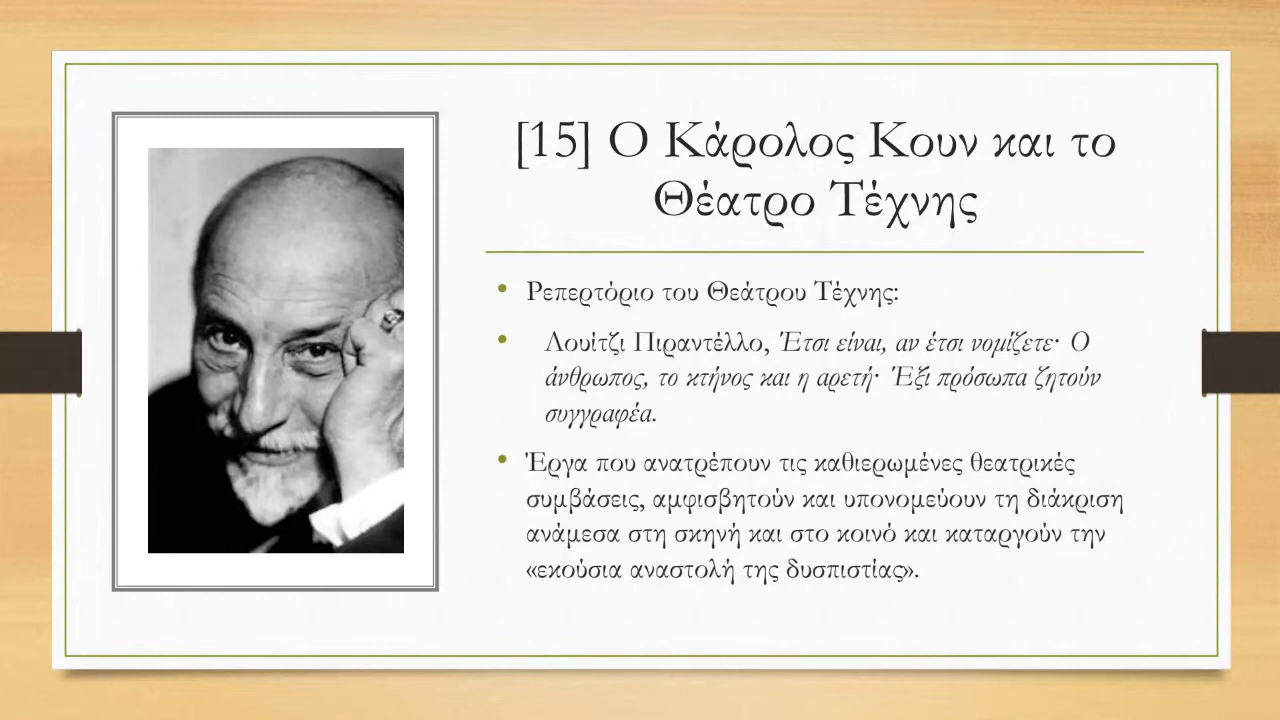 [15] Ο Κάρολος Κουν και το
Θέατρο Τέχνης
• Ρεπερτόριο του Θεάτρου Τέχνης:
• Λουίτζι Πιραντέλλο, Έτσι είναι, αν έτσι νομίζετε· Ο
άνθρωπος, το κτήνος και η αρετή· Έξι πρόσωπα ζητούν
συγγραφέα.
• Έργα που ανατρέπουν τις καθιερωμένες θεατρικές
συμβάσεις, αμφισβητούν και υπονομεύουν τη διάκριση
ανάμεσα στη σκηνή και στο κοινό και καταργούν την
«εκούσια αναστολή της δυσπιστίας».